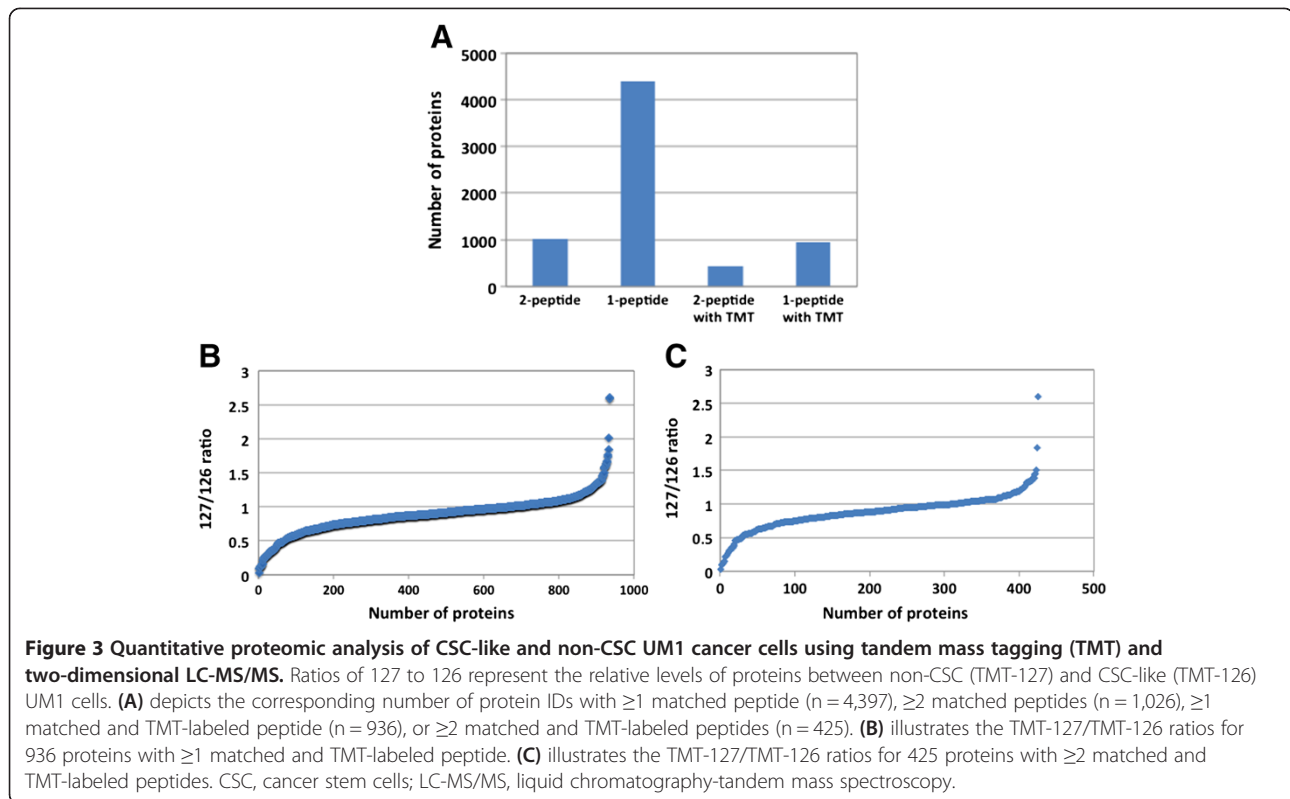 A
5000
4000
3000
2000
1000
0
Number of proteins
2-peptide
1-peptide
2-peptide
with TMT
1-peptide
with TMT
B
3
2.5
2
1.5
1
0.5
0
127/126 ratio
0 200 400 600 800 1000
Number of proteins
C
3
2.5
2
1.5
1
0.5
0
127/126 ratio
0 100 200 300 400 500
Number of proteins
Figure 3 Quantitative proteomic analysis of CSC-like and non-CSC UM1 cancer cells using tandem mass tagging (TMT) and
two-dimensional LC-MS/MS. Ratios of 127 to 126 represent the relative levels of proteins between non-CSC (TMT-127) and CSC-like (TMT-126)
UM1 cells. (A) depicts the corresponding number of protein IDs with ≥1 matched peptide (n = 4,397), ≥2 matched peptides (n = 1,026), ≥1
matched and TMT-labeled peptide (n = 936), or ≥2 matched and TMT-labeled peptides (n = 425). (B) illustrates the TMT-127/TMT-126 ratios for
936 proteins with ≥1 matched and TMT-labeled peptide. (C) illustrates the TMT-127/TMT-126 ratios for 425 proteins with ≥2 matched and
TMT-labeled peptides. CSC, cancer stem cells; LC-MS/MS, liquid chromatography-tandem mass spectroscopy.